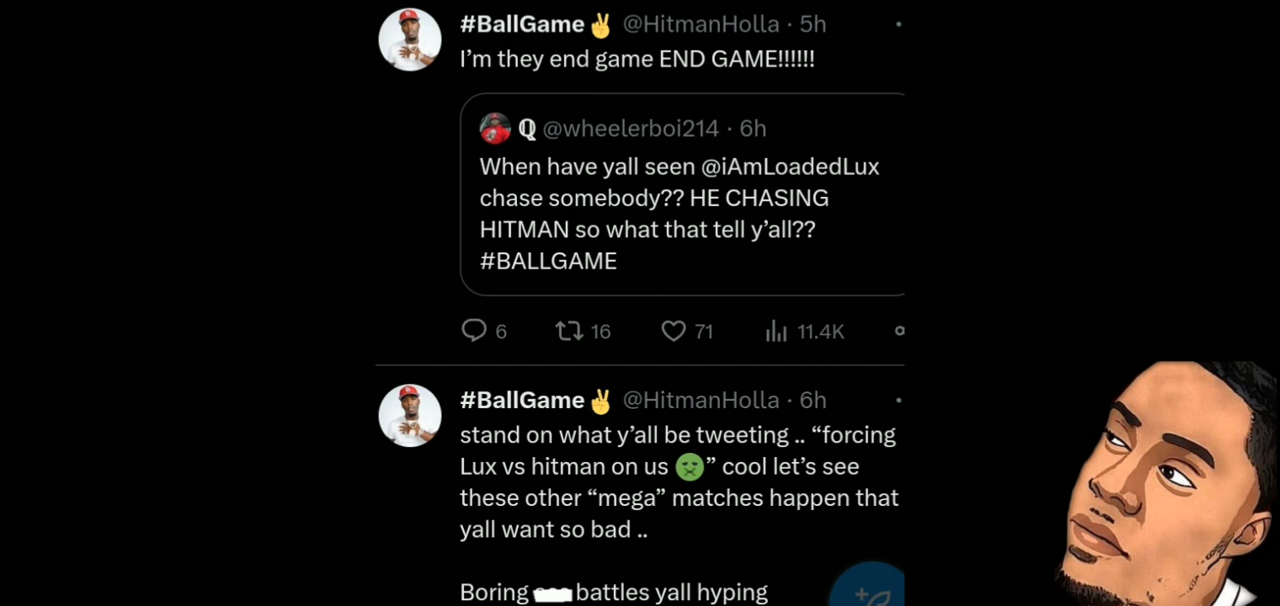 #BallGame✌️ @HitmanHolla · 5h
I’m they end game END GAME!!!!!!
ℚ @wheelerboi214 · 6h
When have yall seen @iAmLoadedLux
chase somebody?? HE CHASING
HITMAN so what that tell y’all??
#BALLGAME
6 16 71 11.4K
#BallGame✌️ @HitmanHolla · 6h
stand on what y’all be tweeting .. “forcing
Lux vs hitman on us 🤢” cool let’s see
these other “mega” matches happen that
yall want so bad ..
Boring battles yall hyping